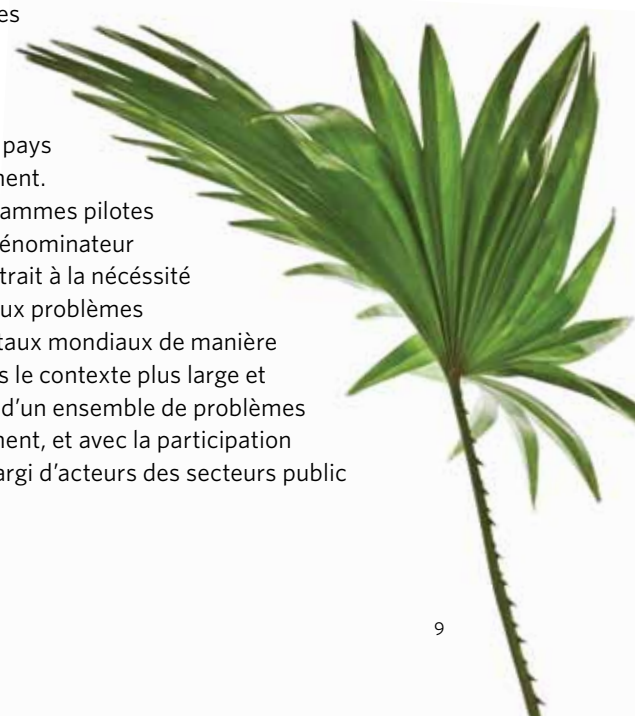 es
pays
ment.
ammes pilotes
énominateur
trait à la nécéssité
ux problèmes
taux mondiaux de manière
s le contexte plus large et
d'un ensemble de problèmes
ment, et avec la participation
argi d'acteurs des secteurs public
9